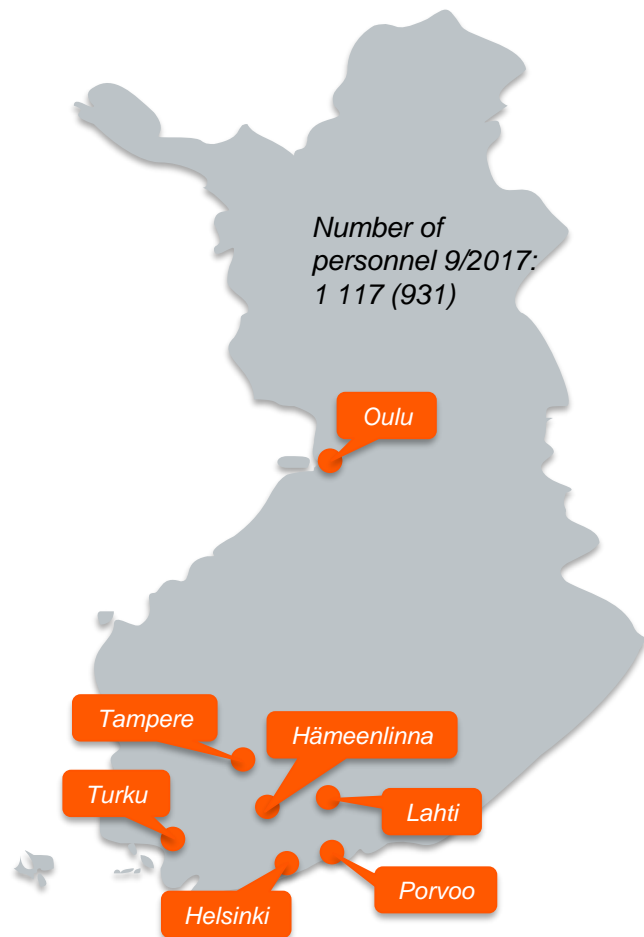 Number of
personnel 9/2017:
1 117 (931)
Oulu
Tampere
Hämeenlinna
Turku
Lahti
Porvoo
Helsinki